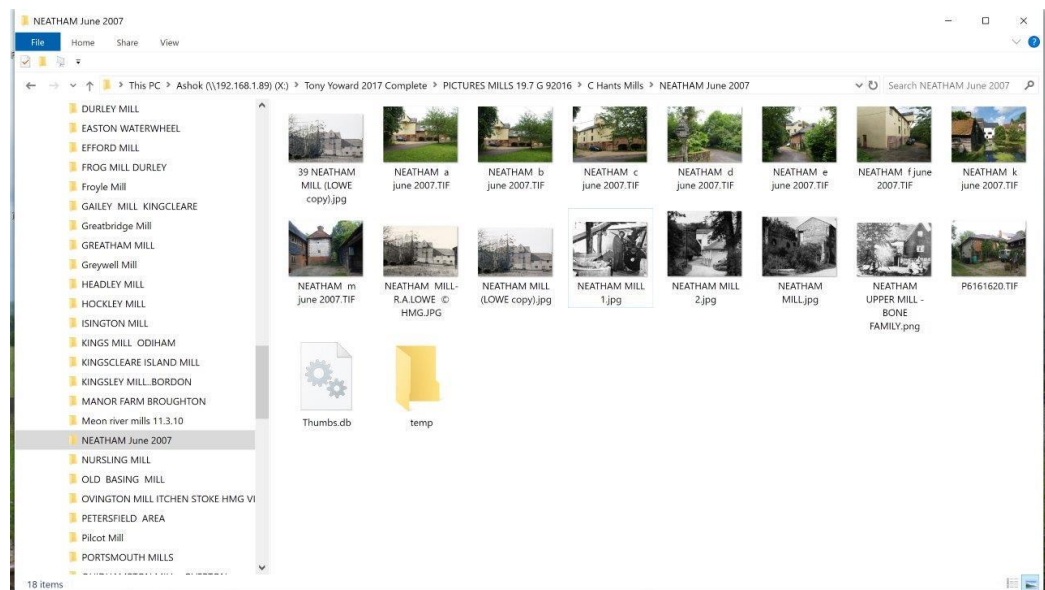 NEATHAM June 2007
File Home Share View
This PC > Ashok (\\192.168.1.89) (X:) > Tony Yoward 2017 Complete > PICTURES MILLS 19.7 G 92016 > C Hants Mills > NEATHAM June 2007
Search NEATHAM June 2007
DURLEY MILL
EASTON WATERWHEEL
EFFORD MILL
FROG MILL DURLEY
Froyle Mill
GAILEY MILL KINGCLEARE
Greatbridge Mill
GREATHAM MILL
Greywell Mill
HEADLEY MILL
HOCKLEY MILL
ISINGTON MILL
KINGS MILL ODIHAM
KINGSCLEARE ISLAND MILL
KINGSLEY MILL..BORDON
MANOR FARM BROUGHTON
Meon river mills 11.3.10
NEATHAM June 2007
NURSLING MILL
OLD BASING MILL
OVINGTON MILL ITCHEN STOKE HMG VI
PETERSFIELD AREA
Pilcot Mill
PORTSMOUTH MILLS
39 NEATHAM
MILL (LOWE
copy).jpg
NEATHAM a
june 2007.TIF
NEATHAM b
june 2007.TIF
NEATHAM c
june 2007.TIF
NEATHAM d
june 2007.TIF
NEATHAM e
june 2007.TIF
NEATHAM f june
2007.TIF
NEATHAM k
june 2007.TIF
NEATHAM m
june 2007.TIF
NEATHAM MILL-
R.A.LOWE ©
HMG.JPG
NEATHAM MILL
(LOWE copy).jpg
NEATHAM MILL
1.jpg
NEATHAM MILL
2.jpg
NEATHAM
MILL.jpg
NEATHAM
UPPER MILL -
BONE
FAMILY.png
P6161620.TIF
Thumbs.db
temp
18 items